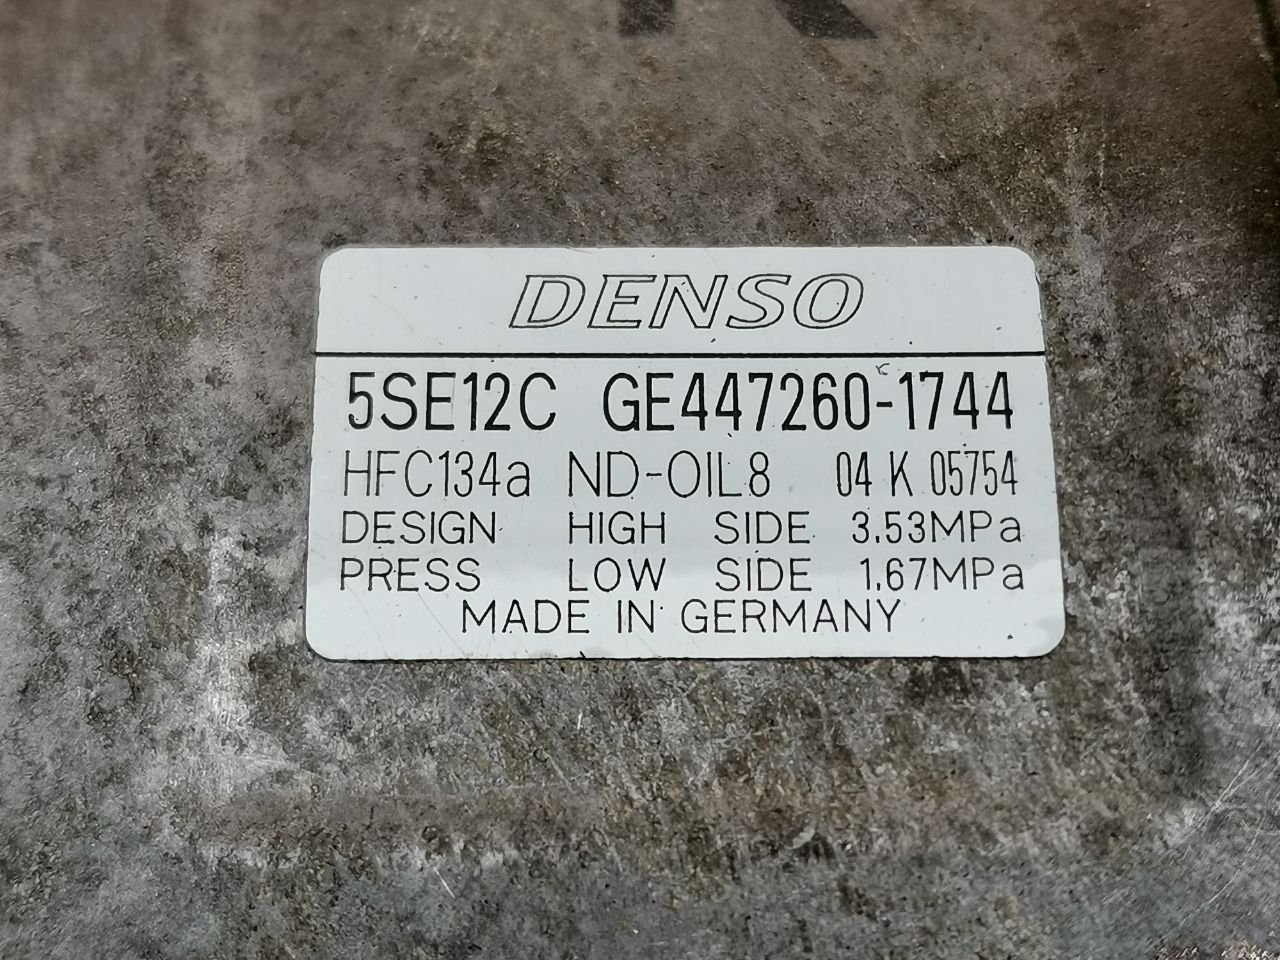 DENSO
5SE12C GE447260-1744
HFC134a ND-OIL8 04 K 05754
DESIGN HIGH SIDE 3.53MPa
PRESS LOW SIDE 1.67MPa
MADE IN GERMANY